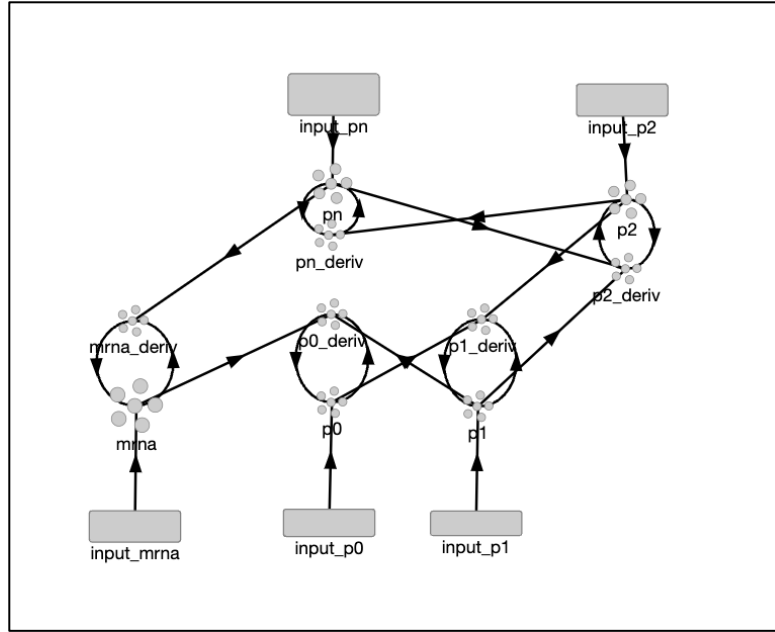 input_pn
input_p2
pn
p2
pn_deriv
p2_deriv
mrna_deriv
p0_deriv
p1_deriv
mrna
p0
p1
input_mrna
input_p0
input_p1